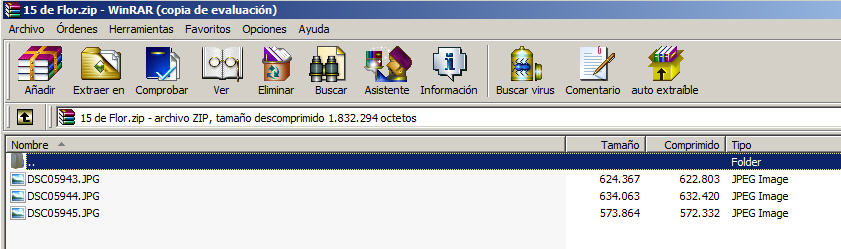 15 de Flor.zip - WinRAR (copia de evaluación)
Archivo Órdenes Herramientas Favoritos Opciones Ayuda
Añadir Extraer en Comprobar Ver Eliminar Buscar Asistente Información Buscar virus Comentario auto extraíble
15 de Flor.zip - archivo ZIP, tamaño descomprimido 1.832.294 octetos
Nombre Tamaño Comprimido Tipo
.. Folder
DSC05943.JPG 624.367 622.803 JPEG Image
DSC05944.JPG 634.063 632.420 JPEG Image
DSC05945.JPG 573.864 572.332 JPEG Image